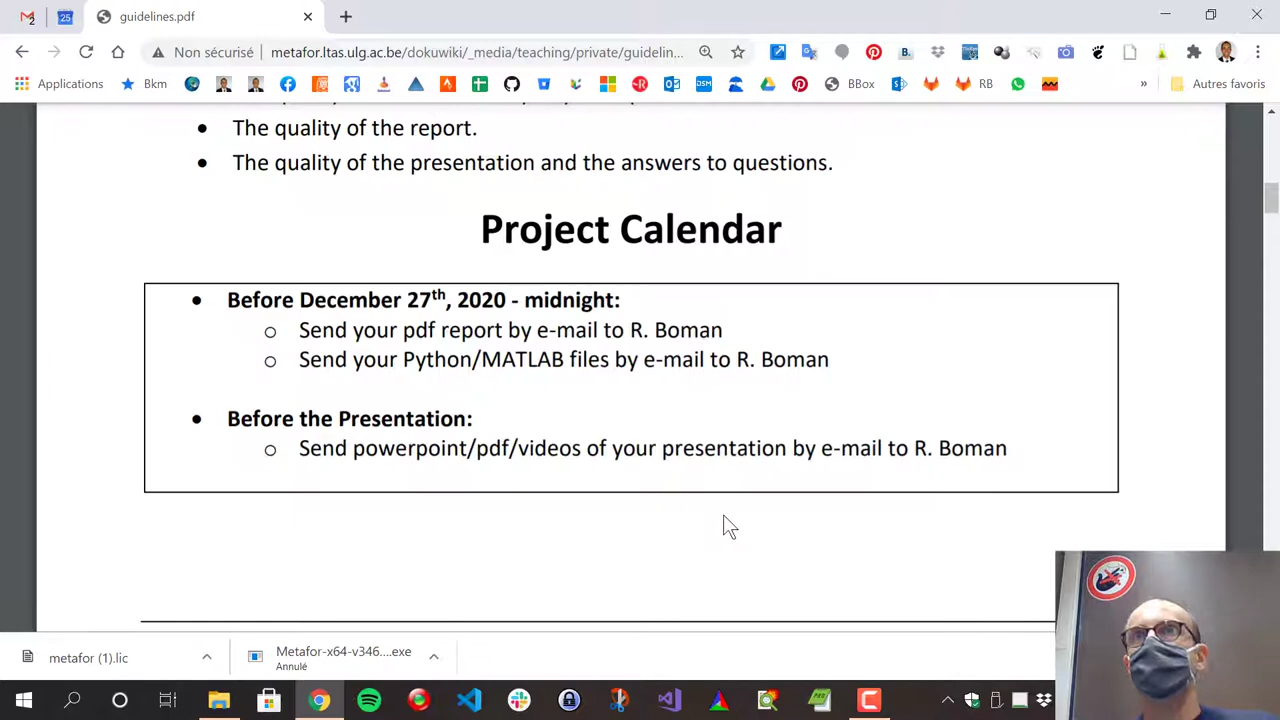 guidelines.pdf
Non sécurisé
metafor.ltas.ulg.ac.be/dokuwiki/_media/teaching/private/guidelin...
Applications
Bkm
BBox
RB
»
Autres favoris
• The quality of the report.
• The quality of the presentation and the answers to questions.
Project Calendar
• Before December 27th, 2020 - midnight:
o Send your pdf report by e-mail to R. Boman
o Send your Python/MATLAB files by e-mail to R. Boman
• Before the Presentation:
o Send powerpoint/pdf/videos of your presentation by e-mail to R. Boman
metafor (1).lic
Metafor-x64-v346....exe
Annulé